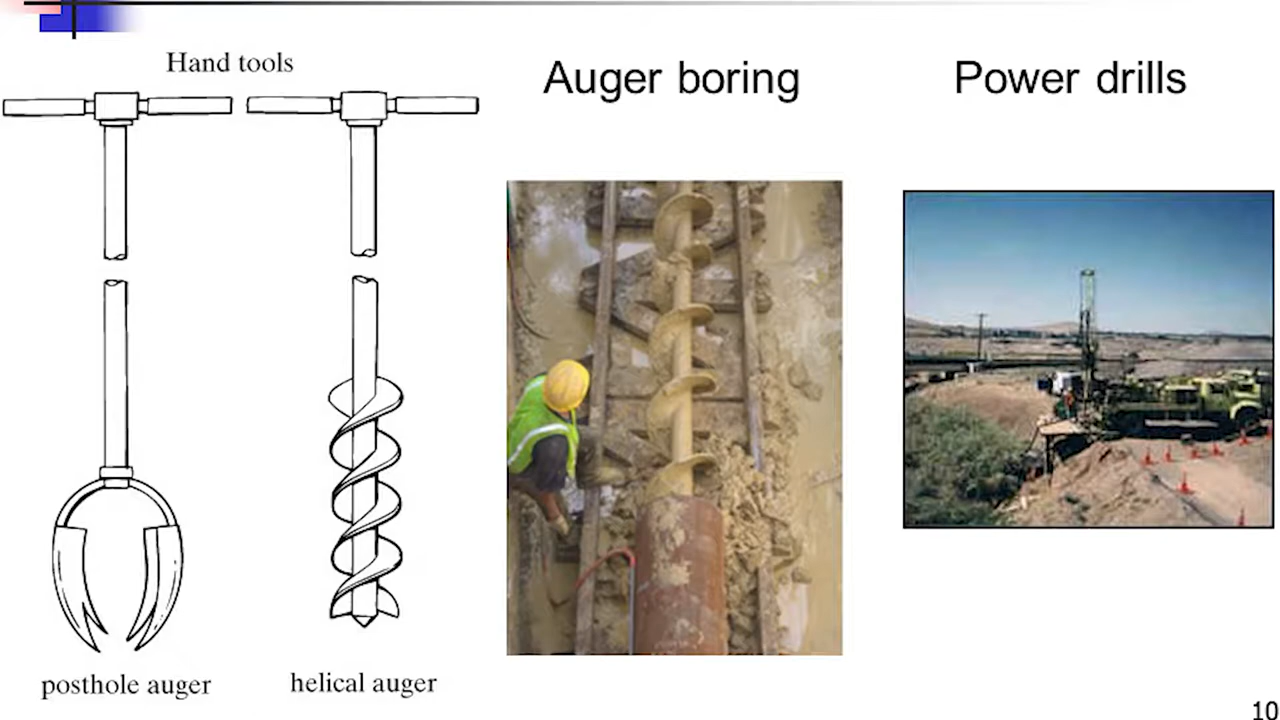 Hand tools
Auger boring
Power drills
posthole auger
helical auger
10